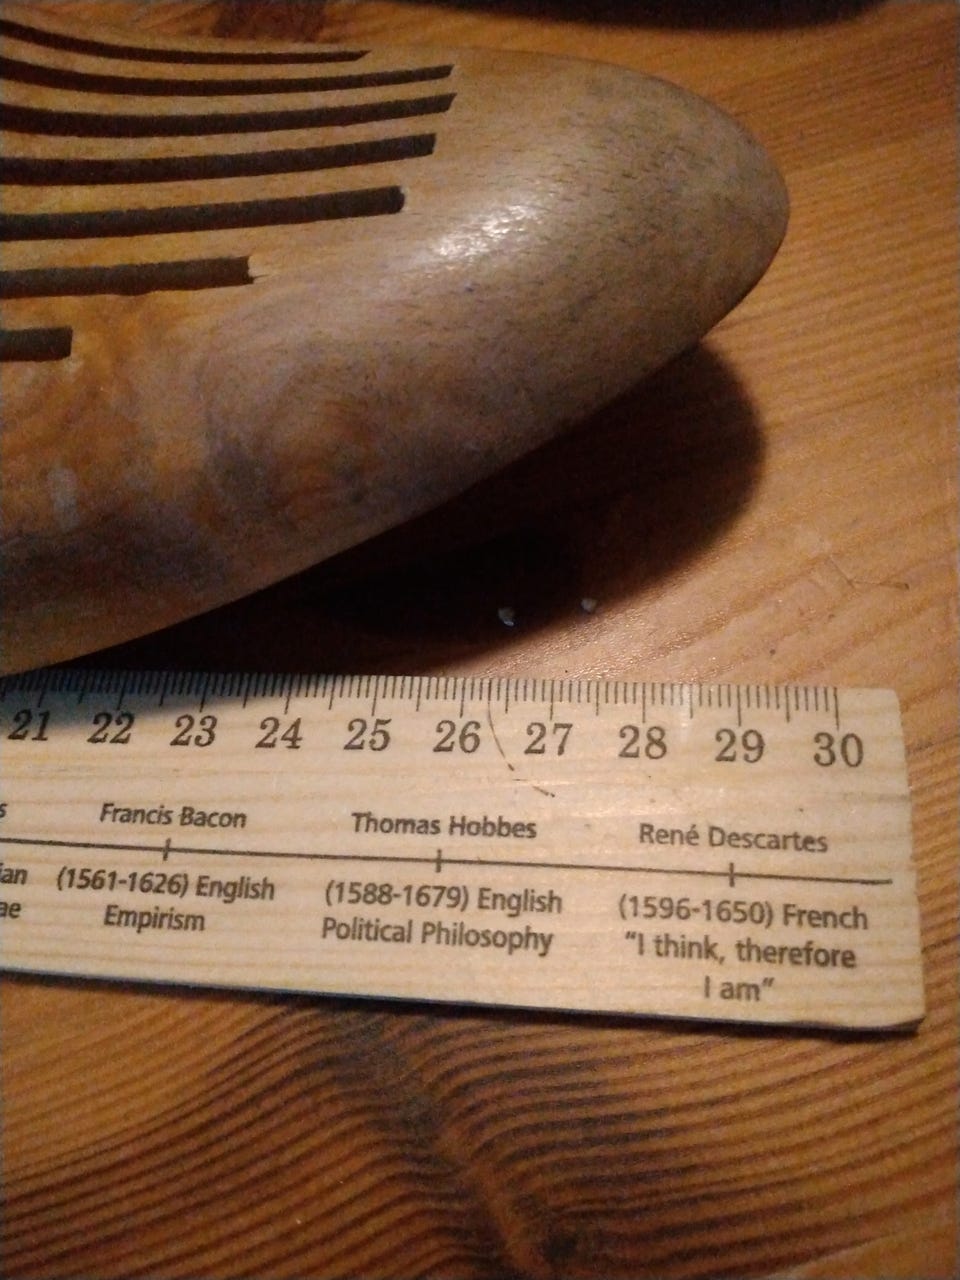 21 22 23 24 25 26 27 28 29 30
Francis Bacon Thomas Hobbes René Descartes
(1561-1626) English (1588-1679) English (1596-1650) French
Empirism Political Philosophy "I think, therefore
I am"